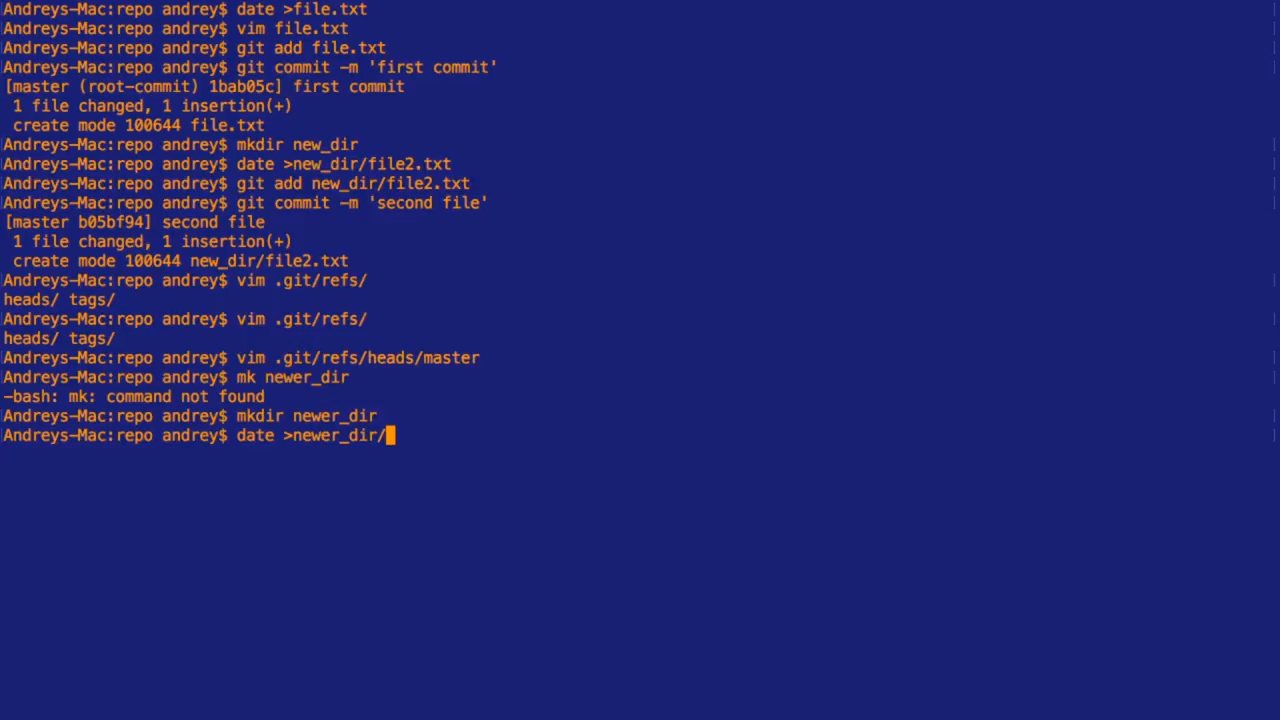 Andreys-Mac:repo andrey$ date >file.txt
Andreys-Mac:repo andrey$ vim file.txt
Andreys-Mac:repo andrey$ git add file.txt
Andreys-Mac:repo andrey$ git commit -m 'first commit'
[master (root-commit) 1bab05c] first commit
 1 file changed, 1 insertion(+)
 create mode 100644 file.txt
Andreys-Mac:repo andrey$ mkdir new_dir
Andreys-Mac:repo andrey$ date >new_dir/file2.txt
Andreys-Mac:repo andrey$ git add new_dir/file2.txt
Andreys-Mac:repo andrey$ git commit -m 'second file'
[master b05bf94] second file
 1 file changed, 1 insertion(+)
 create mode 100644 new_dir/file2.txt
Andreys-Mac:repo andrey$ vim .git/refs/
heads/ tags/
Andreys-Mac:repo andrey$ vim .git/refs/
heads/ tags/
Andreys-Mac:repo andrey$ vim .git/refs/heads/master
Andreys-Mac:repo andrey$ mk newer_dir
-bash: mk: command not found
Andreys-Mac:repo andrey$ mkdir newer_dir
Andreys-Mac:repo andrey$ date >newer_dir/